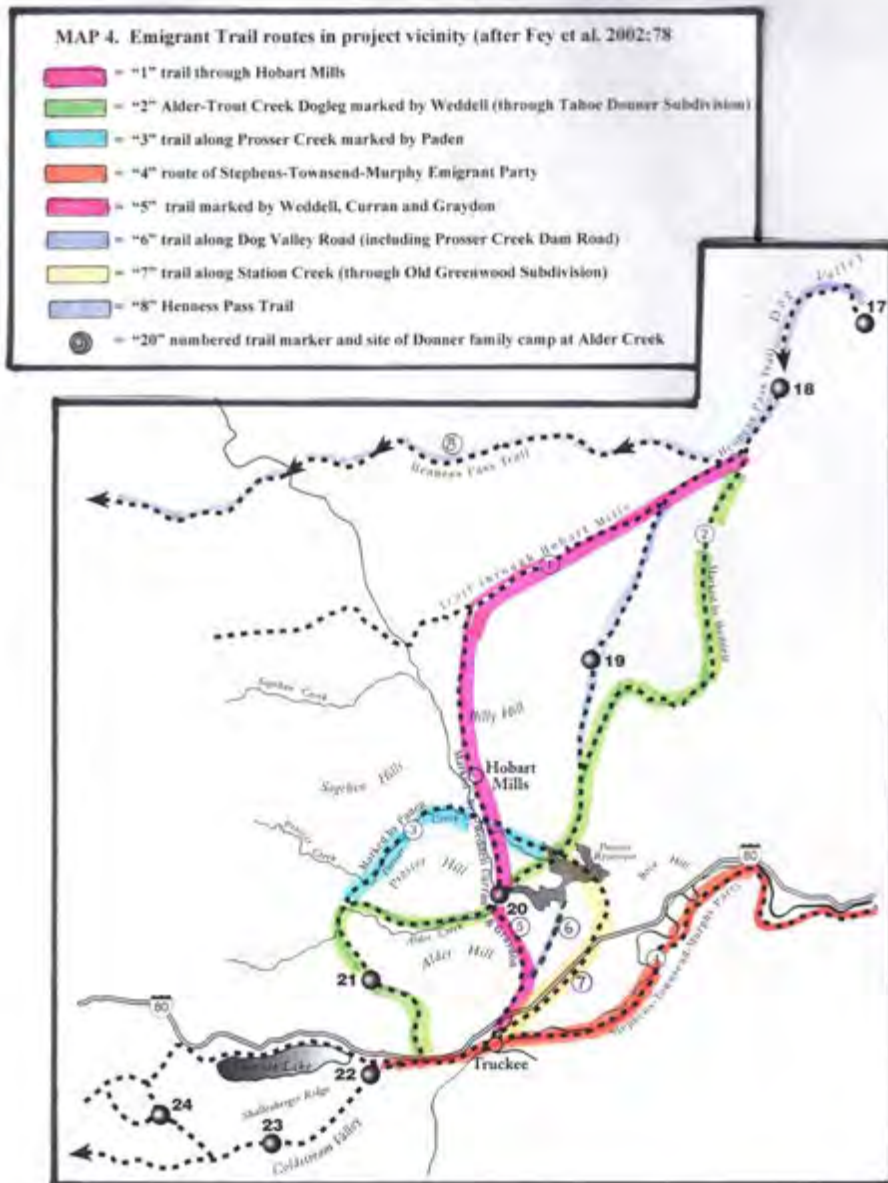 MAP 4. Emigrant Trail routes in project vicinity (after Fey et al. 2002:78
= "1" trail through Hobart Mills
= "2" Alder-Trout Creek Dogleg marked by Weddell (through Tahoe Donner Subdivision)
= "3" trail along Prosser Creek marked by Paden
= "4" route of Stephens-Townsend-Murphy Emigrant Party
= "5" trail marked by Weddell, Curran and Graydon
= "6" trail along Dog Valley Road (including Prosser Creek Dam Road)
= "7" trail along Station Creek (through Old Greenwood Subdivision)
= "8" Henness Pass Trail
= "20" numbered trail marker and site of Donner family camp at Alder Creek
Dog Valley
17
18
Henness Pass Trail
8
Henness Pass Trail
2
Marked by Weddell
Trail through Hobart Mills
1
19
Billy Hill
Hobart
Mills
Hills
Marked by Paden
3
Creek
Prosser Hill
Prosser
Reservoir
Hill
80
20
5
6
Alder Creek
Alder Hill
7
4
Stephens-Townsend-Murphy Party
21
80
Truckee
22
Lake
Ridge
24
23
Coldstream Valley